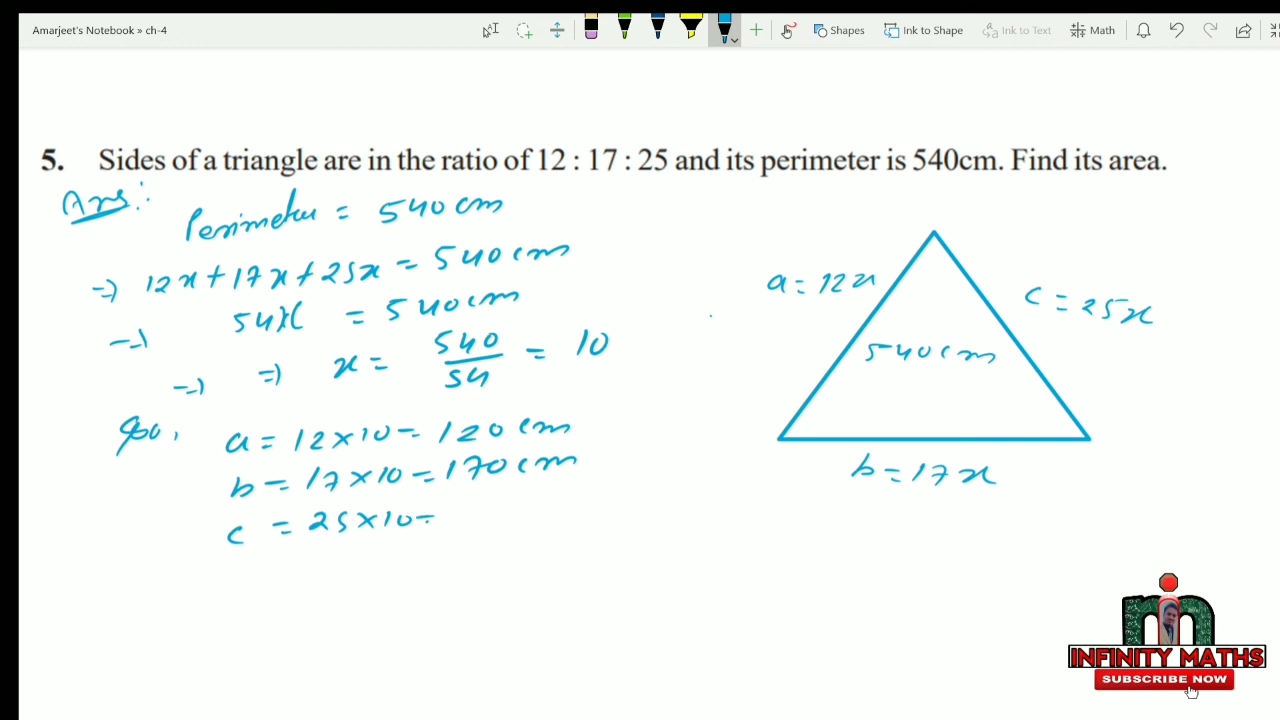 Amarjeet's Notebook » ch-4
Shapes
Ink to Shape
Ink to Text
Math
5. Sides of a triangle are in the ratio of 12 : 17 : 25 and its perimeter is 540cm. Find its area.
Ans:
Perimeter = 540 cm
=> 12x + 17x + 25x = 540 cm
=> 54x = 540 cm
=> => x = 540/54 = 10
So, a = 12×10 = 120 cm
b = 17×10 = 170 cm
c = 25×10 =
a = 12x
c = 25x
540 cm
b = 17x
INFINITY MATHS
SUBSCRIBE NOW